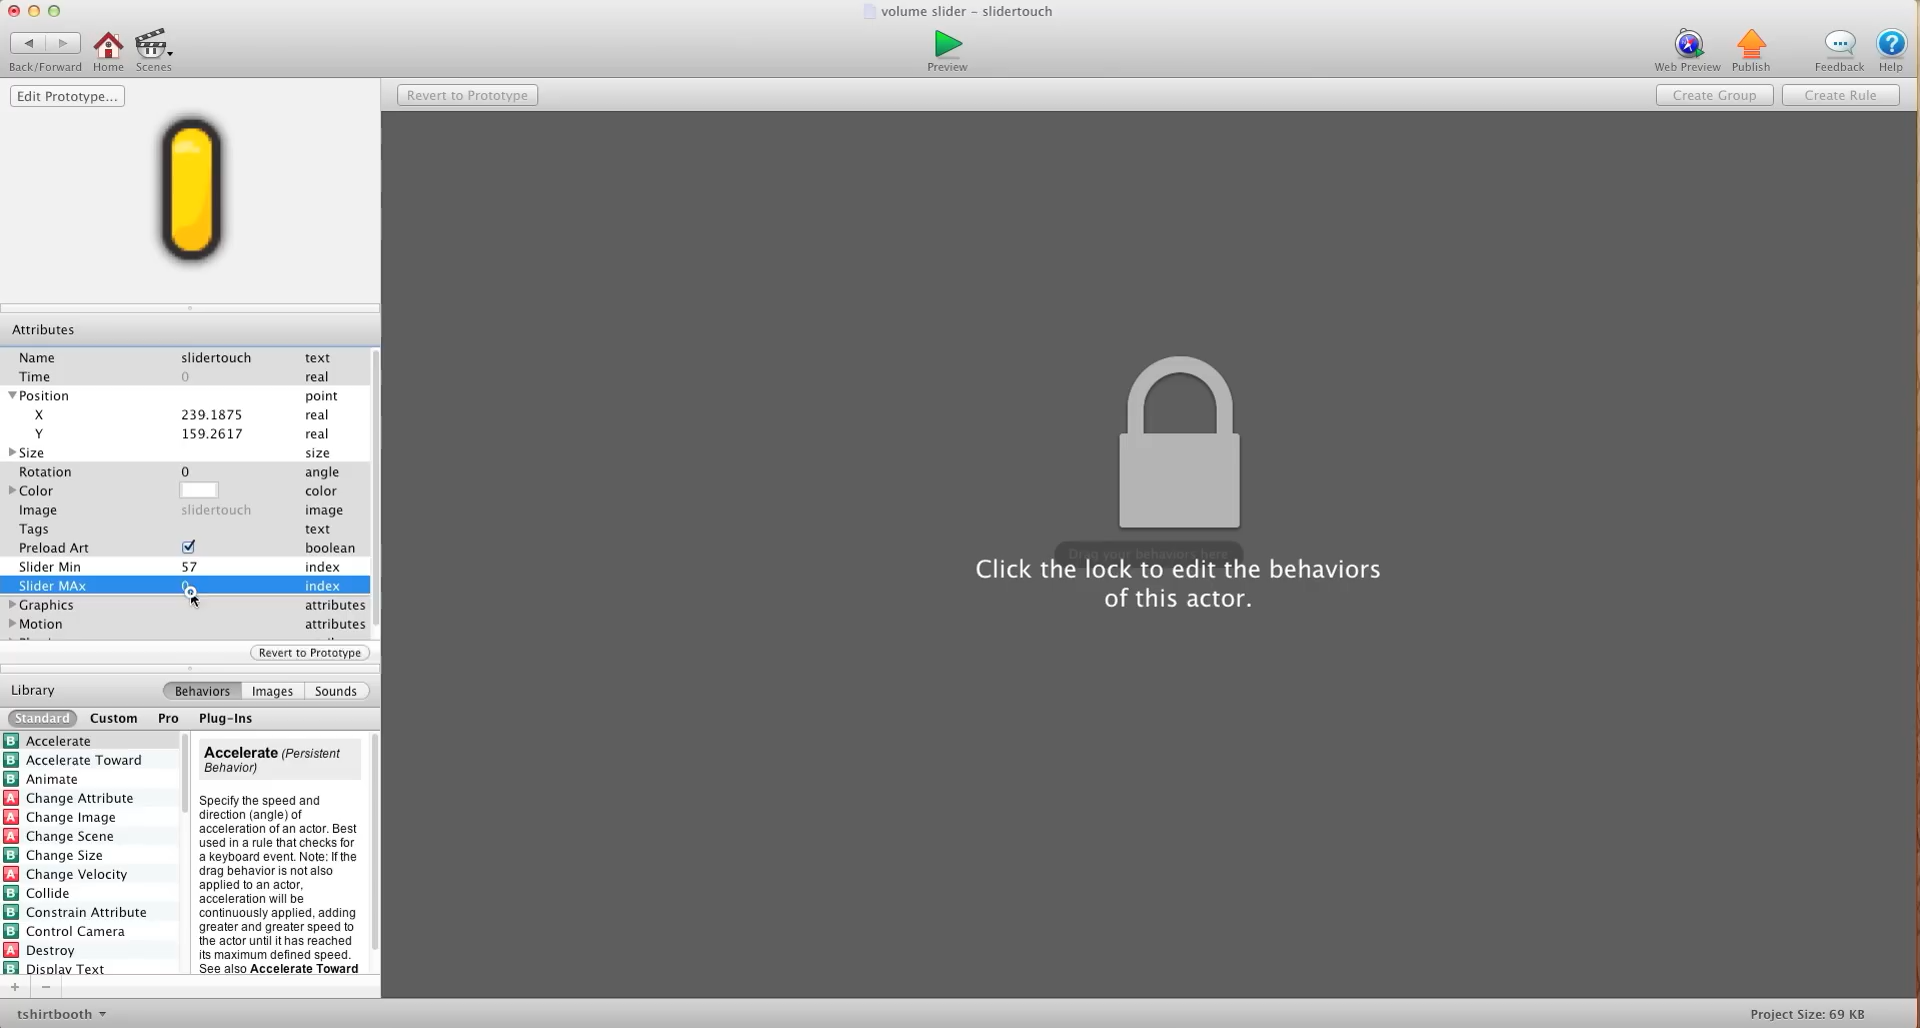 volume slider – slidertouch
Back/Forward Home Scenes Preview Web Preview Publish Feedback Help
Edit Prototype... Revert to Prototype Create Group Create Rule
Attributes
Name slidertouch text
Time 0 real
Position point
X 239.1875 real
Y 159.2617 real
Size size
Rotation 0 angle
Color color
Image slidertouch image
Tags text
Preload Art boolean
Slider Min 57 index
Slider MAx 0 index
Graphics attributes
Motion attributes
Revert to Prototype
Library Behaviors Images Sounds
Standard Custom Pro Plug-Ins
Accelerate
Accelerate Toward
Animate
Change Attribute
Change Image
Change Scene
Change Size
Change Velocity
Collide
Constrain Attribute
Control Camera
Destroy
Display Text
Accelerate (Persistent
Behavior)
Specify the speed and
direction (angle) of
acceleration of an actor. Best
used in a rule that checks for
a keyboard event. Note: If the
drag behavior is not also
applied to an actor,
acceleration will be
continuously applied, adding
greater and greater speed to
the actor until it has reached
its maximum defined speed.
See also Accelerate Toward
Drag your behaviors here
Click the lock to edit the behaviors
of this actor.
tshirtbooth
Project Size: 69 KB